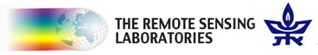 THE REMOTE SENSING
LABORATORIES